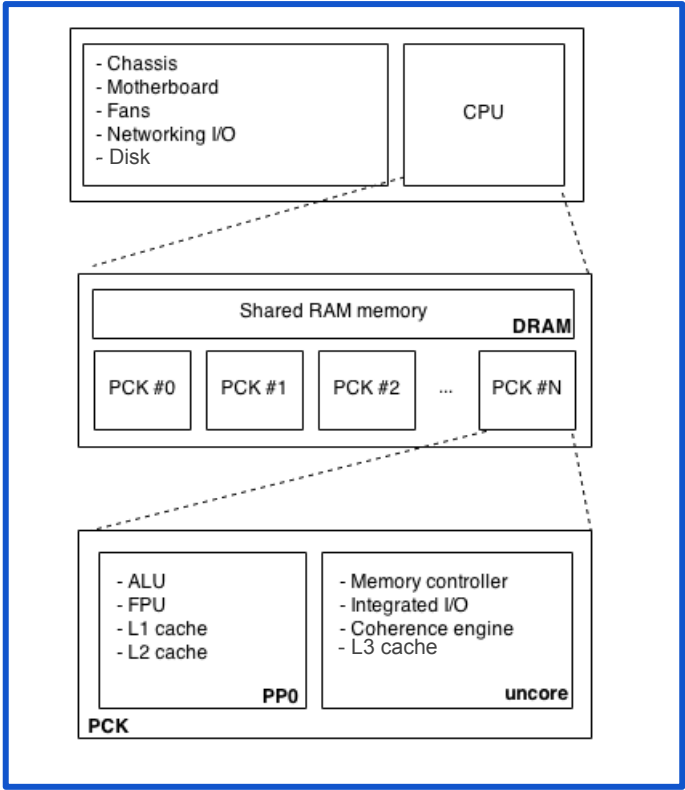 - Chassis
- Motherboard
- Fans
- Networking I/O
- Disk
CPU
Shared RAM memory
DRAM
PCK #0
PCK #1
PCK #2
...
PCK #N
- ALU
- FPU
- L1 cache
- L2 cache
PP0
- Memory controller
- Integrated I/O
- Coherence engine
- L3 cache
uncore
PCK